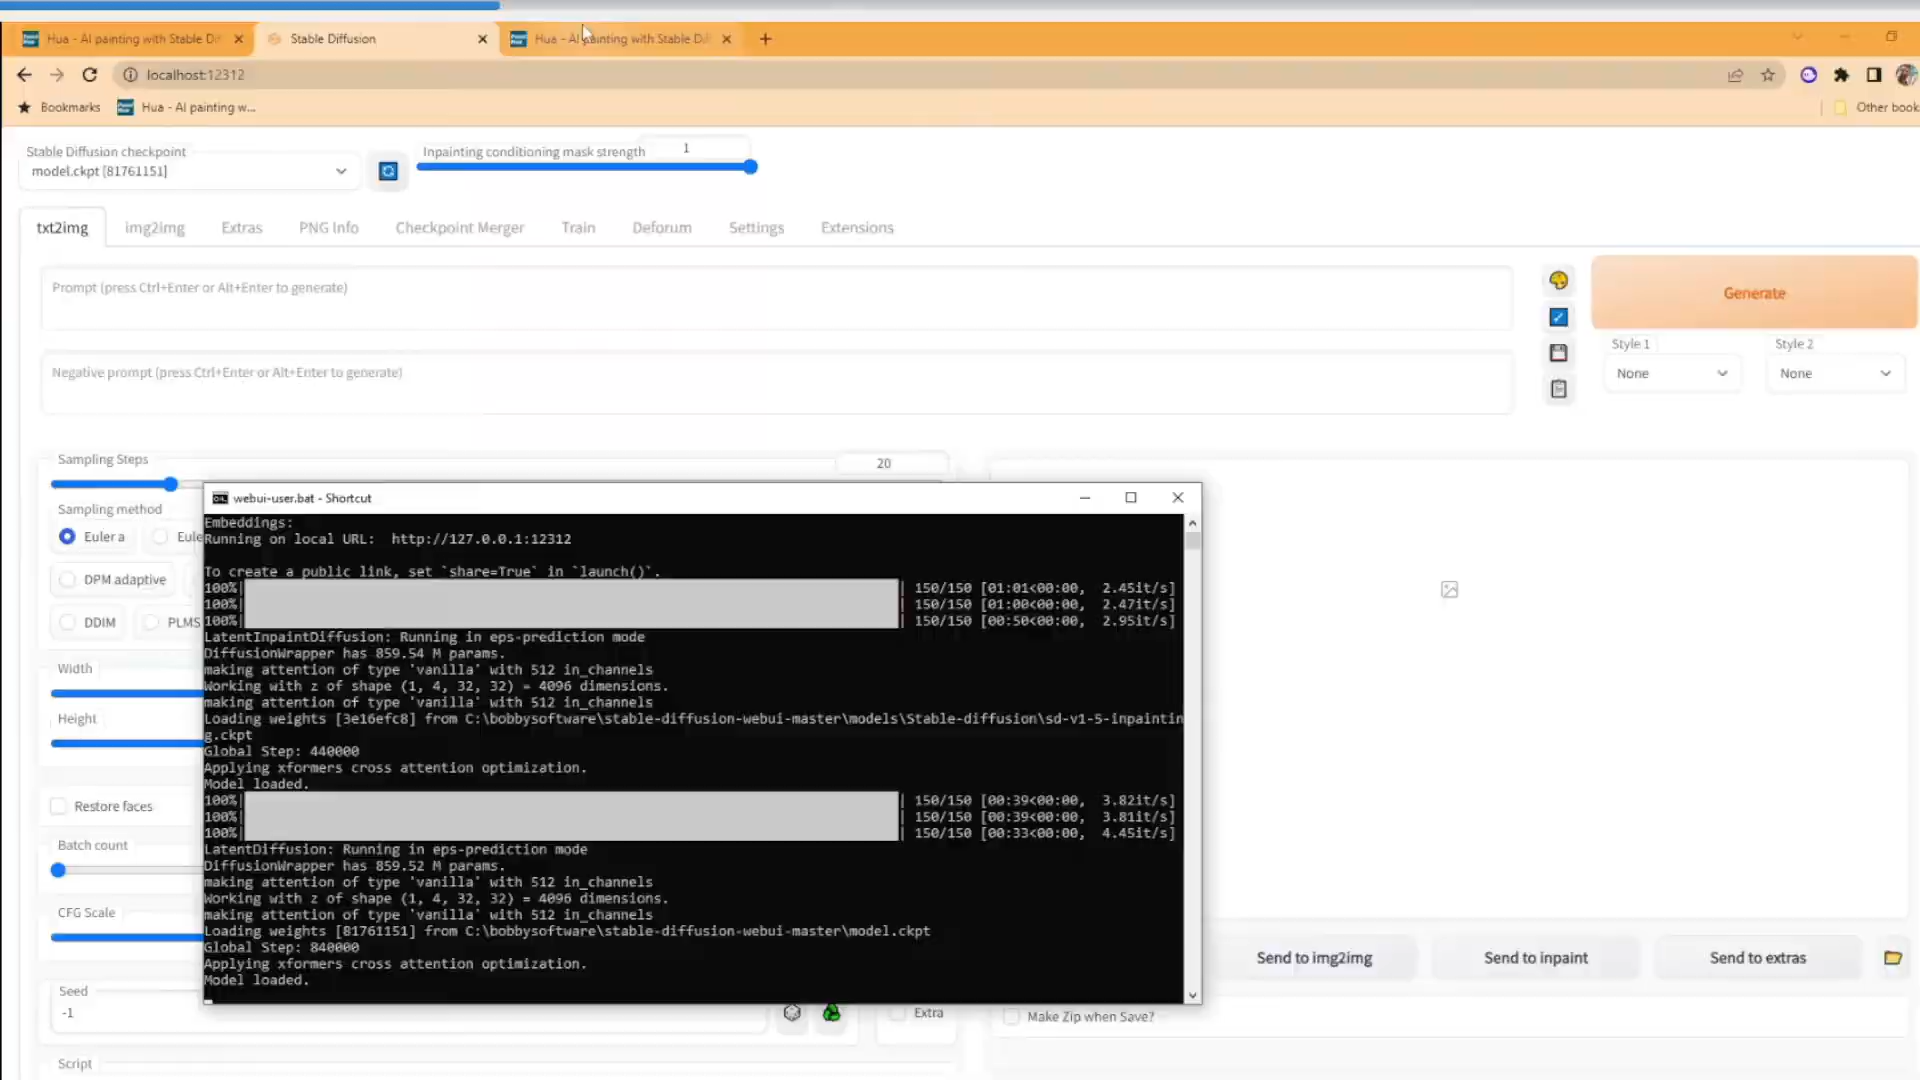 Hua - AI painting with Stable Dif
Stable Diffusion
Hua - AI painting with Stable Dif
localhost:12312
Bookmarks
Hua - AI painting w...
Other book
Stable Diffusion checkpoint
model.ckpt [81761151]
Inpainting conditioning mask strength
1
txt2img
img2img
Extras
PNG Info
Checkpoint Merger
Train
Deforum
Settings
Extensions
Prompt (press Ctrl+Enter or Alt+Enter to generate)
Negative prompt (press Ctrl+Enter or Alt+Enter to generate)
Generate
Style 1
Style 2
None
None
Sampling Steps
20
Sampling method
Euler a
Eule
DPM adaptive
DDIM
PLMS
Width
Height
Restore faces
Batch count
CFG Scale
Seed
-1
Extra
Script
webui-user.bat - Shortcut
Embeddings:
Running on local URL:  http://127.0.0.1:12312
To create a public link, set `share=True` in `launch()`.
100%| | 150/150 [01:01<00:00,  2.45it/s]
100%| | 150/150 [01:00<00:00,  2.47it/s]
100%| | 150/150 [00:50<00:00,  2.95it/s]
LatentInpaintDiffusion: Running in eps-prediction mode
DiffusionWrapper has 859.54 M params.
making attention of type 'vanilla' with 512 in_channels
Working with z of shape (1, 4, 32, 32) = 4096 dimensions.
making attention of type 'vanilla' with 512 in_channels
Loading weights [3e16efc8] from C:\bobbysoftware\stable-diffusion-webui-master\models\Stable-diffusion\sd-v1-5-inpaintin
g.ckpt
Global Step: 440000
Applying xformers cross attention optimization.
Model loaded.
100%| | 150/150 [00:39<00:00,  3.82it/s]
100%| | 150/150 [00:39<00:00,  3.81it/s]
100%| | 150/150 [00:33<00:00,  4.45it/s]
LatentDiffusion: Running in eps-prediction mode
DiffusionWrapper has 859.52 M params.
making attention of type 'vanilla' with 512 in_channels
Working with z of shape (1, 4, 32, 32) = 4096 dimensions.
making attention of type 'vanilla' with 512 in_channels
Loading weights [81761151] from C:\bobbysoftware\stable-diffusion-webui-master\model.ckpt
Global Step: 840000
Applying xformers cross attention optimization.
Model loaded.
Send to img2img
Send to inpaint
Send to extras
Make Zip when Save?